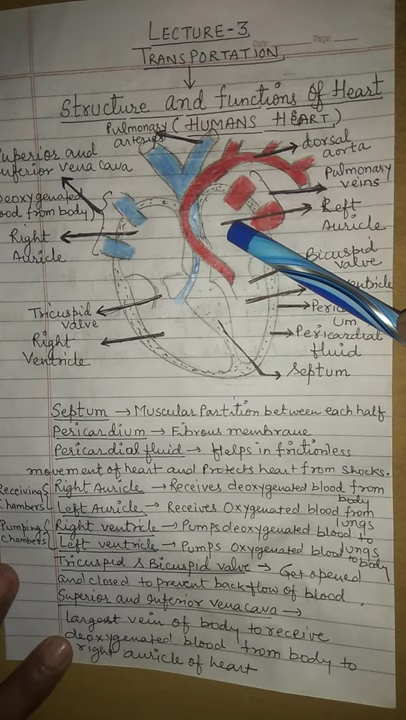 LECTURE-3
Date: Page:
TRANSPORTATION
Structure and functions of Heart
(HUMANS HEART)
Pulmonary arteries
dorsal aorta
Superior and
inferior vena cava
Pulmonary veins
(Deoxygenated
blood from body)
Left Auricle
Right Auricle
Bicuspid valve
ventricle
Tricuspid valve
Pericardial fluid
Right Ventricle
Septum
Septum → Muscular Partition between each half
Pericardium → Fibrous membrane
Pericardial fluid → Helps in frictionless
movement of heart and Protects heart from shocks.
Receiving Chambers
Right Auricle → Receives deoxygenated blood from body
Left Auricle → Receives Oxygenated blood from lungs
Pumping Chambers
Right ventricle → Pumps deoxygenated blood to lungs
Left ventricle → Pumps Oxygenated blood to body
Tricuspid & Bicuspid valve → Get opened
and closed to prevent backflow of blood.
Superior and Inferior venacava →
Largest vein of body to receive
deoxygenated blood from body to
right auricle of heart